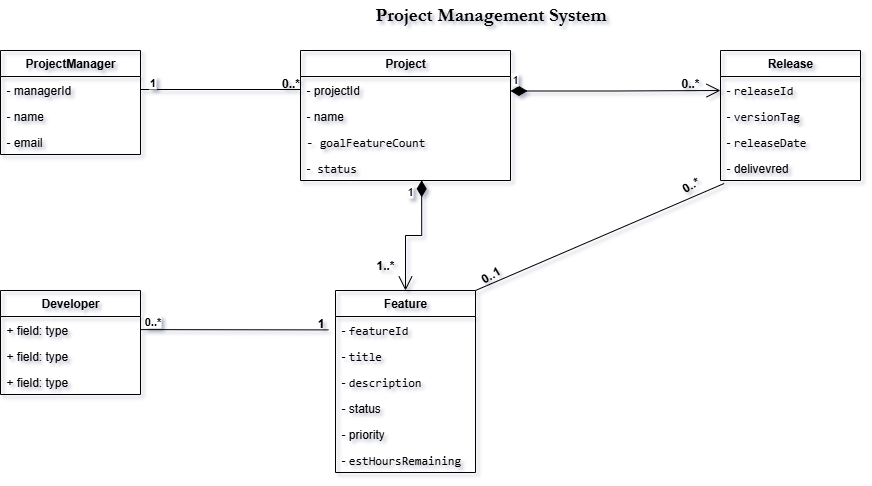 Project Management System
ProjectManager
- managerId
- name
- email
1
0..*
Project
- projectId
- name
- goalFeatureCount
- status
1
0..*
Release
- releaseId
- versionTag
- releaseDate
- delivevred
1
1..*
0..*
0..1
Developer
+ field: type
+ field: type
+ field: type
0..*
1
Feature
- featureId
- title
- description
- status
- priority
- estHoursRemaining